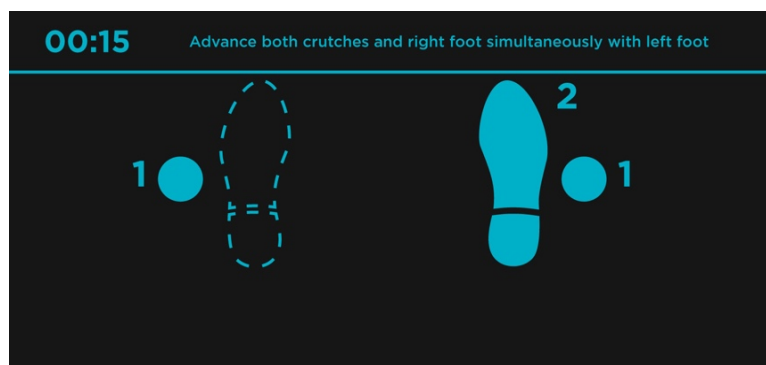 00:15 Advance both crutches and right foot simultaneously with left foot
2
1 1